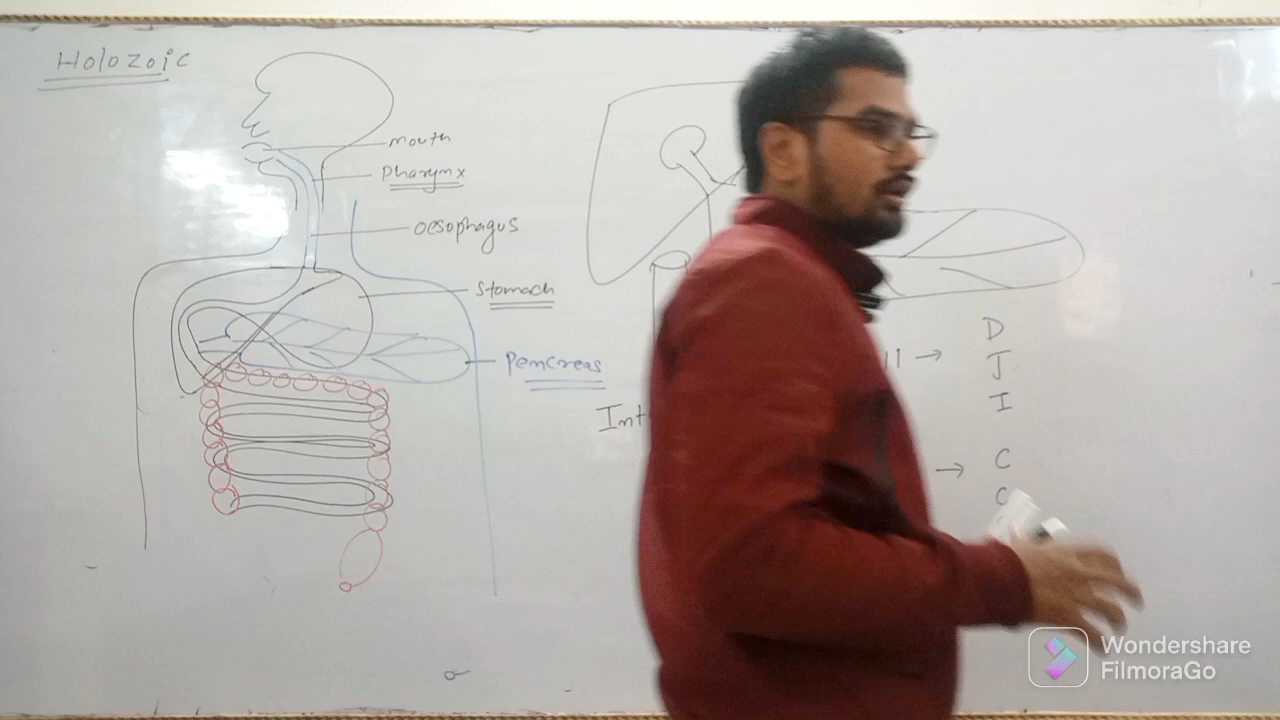 Holozoic
mouth
Pharynx
oesophagus
Stomach
Pencreas
D
J
I
C
Wondershare
FilmoraGo